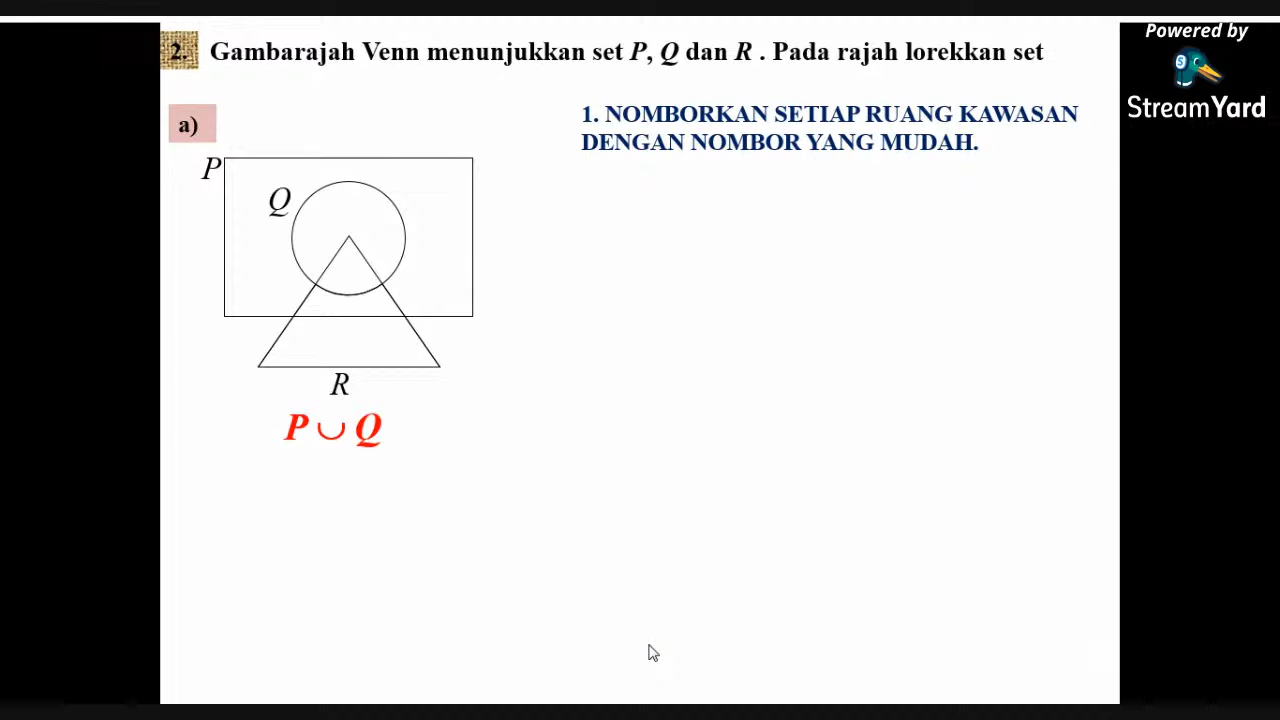 Powered by
StreamYard
2. Gambarajah Venn menunjukkan set P, Q dan R . Pada rajah lorekkan set
a)
1. NOMBORKAN SETIAP RUANG KAWASAN
DENGAN NOMBOR YANG MUDAH.
P
Q
R
P ∪ Q